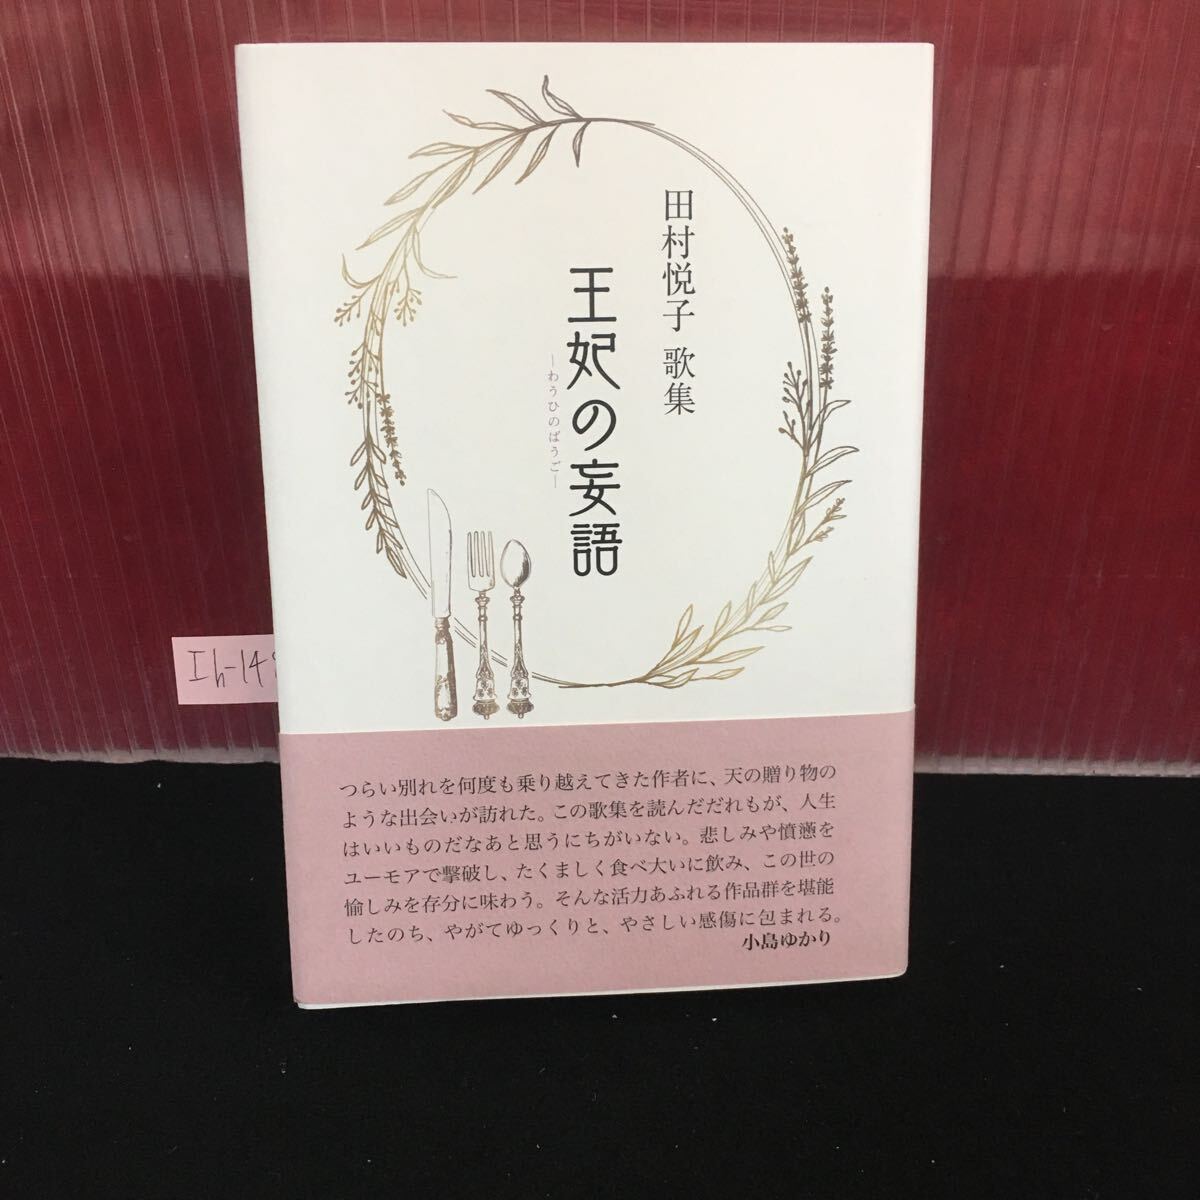 田村悦子 歌集
王妃の妄語
―わうひのばうご―
Ih-148
つらい別れを何度も乗り越えてきた作者に、天の贈り物の
ような出会いが訪れた。この歌集を読んだだれもが、人生
はいいものだなあと思うにちがいない。悲しみや憤懣を
ユーモアで撃破し、たくましく食べ大いに飲み、この世の
愉しみを存分に味わう。そんな活力あふれる作品群を堪能
したのち、やがてゆっくりと、やさしい感傷に包まれる。
小島ゆかり